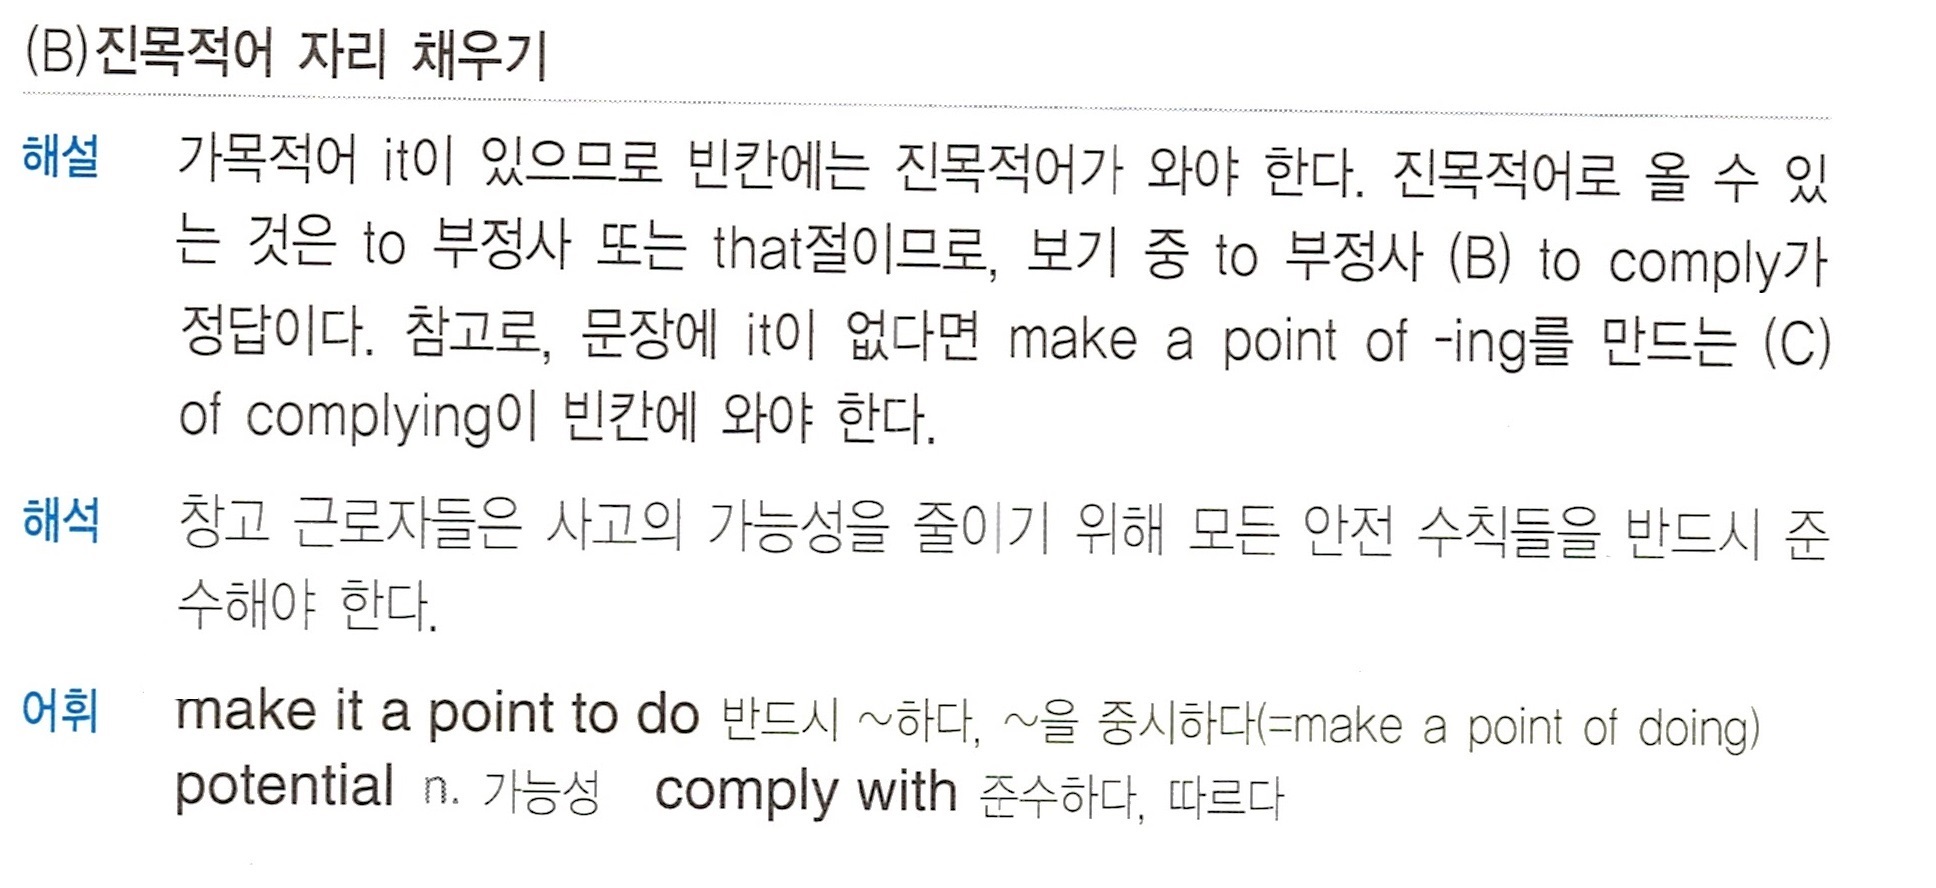 (B)진목적어 자리 채우기
해설 가목적어 it이 있으므로 빈칸에는 진목적어가 와야 한다. 진목적어로 올 수 있
는 것은 to 부정사 또는 that절이므로, 보기 중 to 부정사 (B) to comply가
정답이다. 참고로, 문장에 it이 없다면 make a point of -ing를 만드는 (C)
of complying이 빈칸에 와야 한다.
해석 창고 근로자들은 사고의 가능성을 줄이기 위해 모든 안전 수칙들을 반드시 준
수해야 한다.
어휘 make it a point to do 반드시 ~하다, ~을 중시하다(=make a point of doing)
potential n. 가능성 comply with 준수하다, 따르다